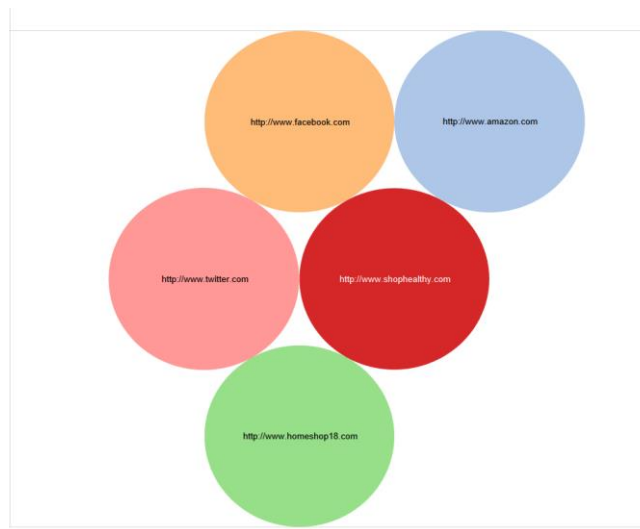 http://www.facebook.com
http://www.amazon.com
http://www.twitter.com
http://www.shophealthy.com
http://www.homeshop18.com